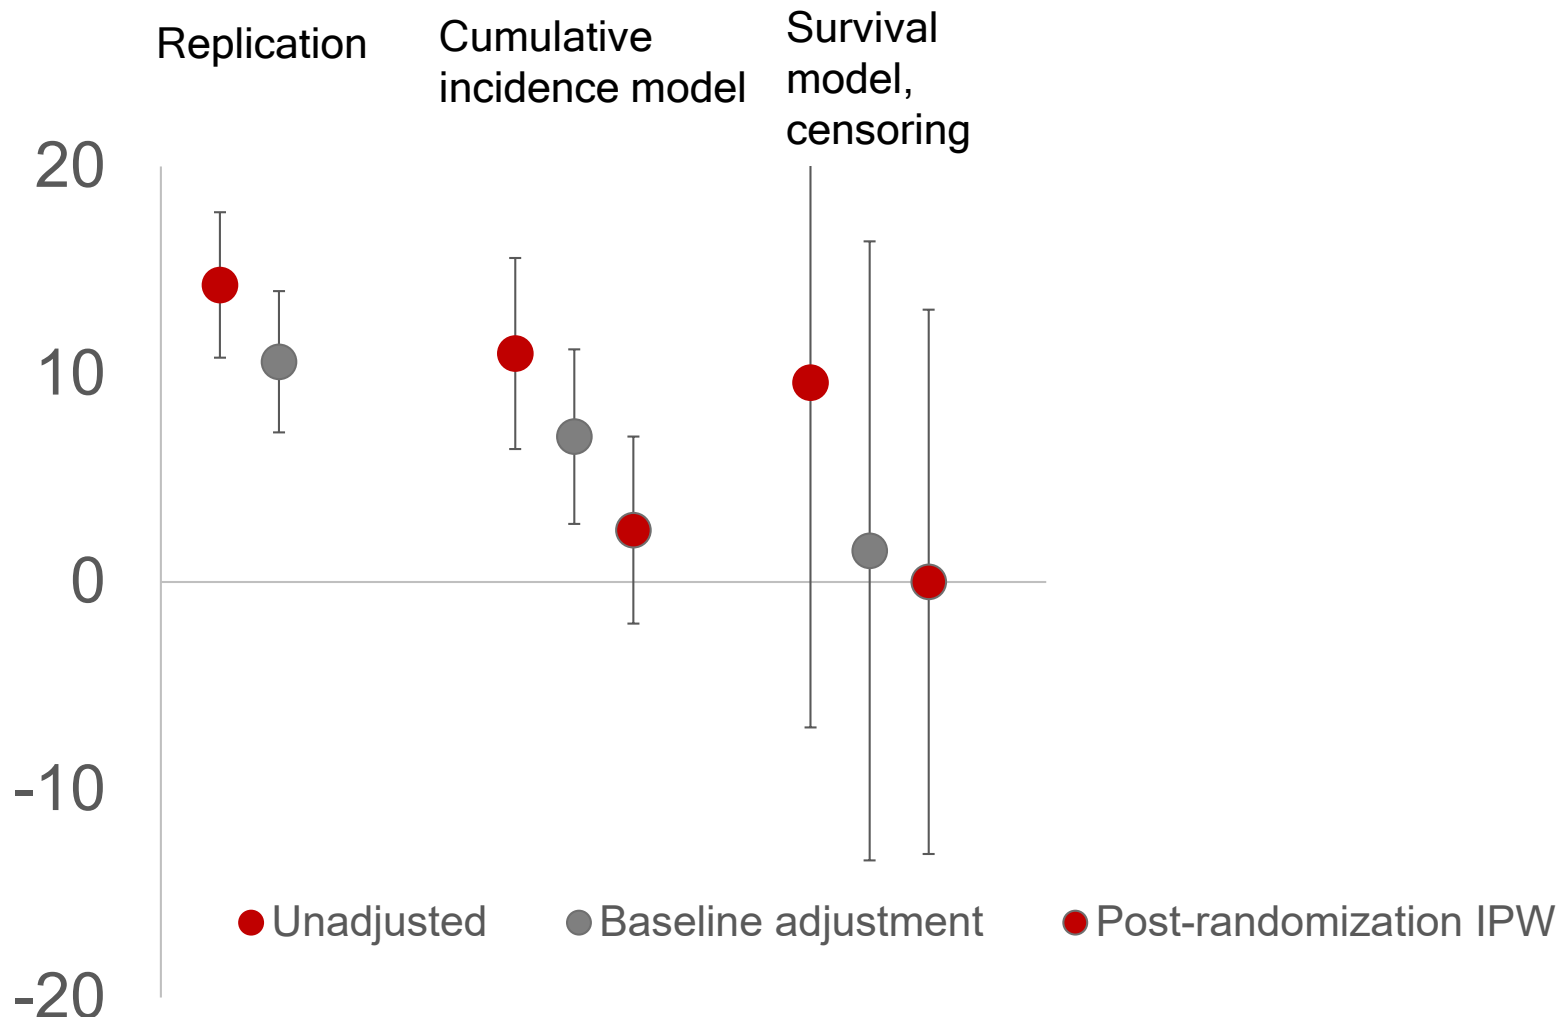 Replication
Cumulative
incidence model
Survival
model,
censoring
20
10
0
-10
-20
Unadjusted
Baseline adjustment
Post-randomization IPW